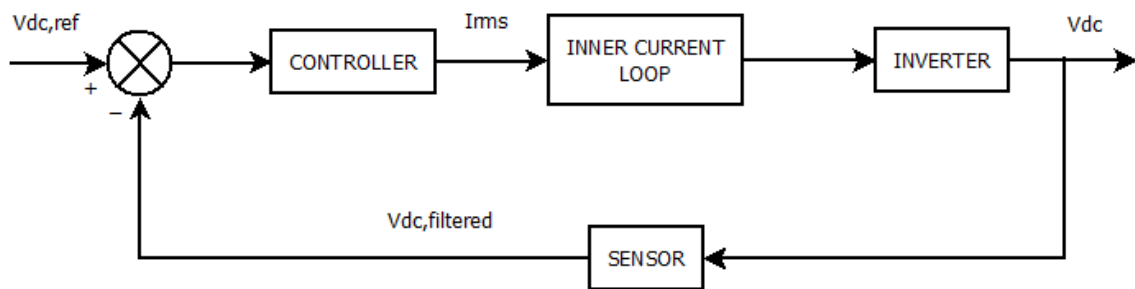 Vdc,ref
Irms
Vdc
CONTROLLER
INNER CURRENT
LOOP
INVERTER
+
−
Vdc,filtered
SENSOR